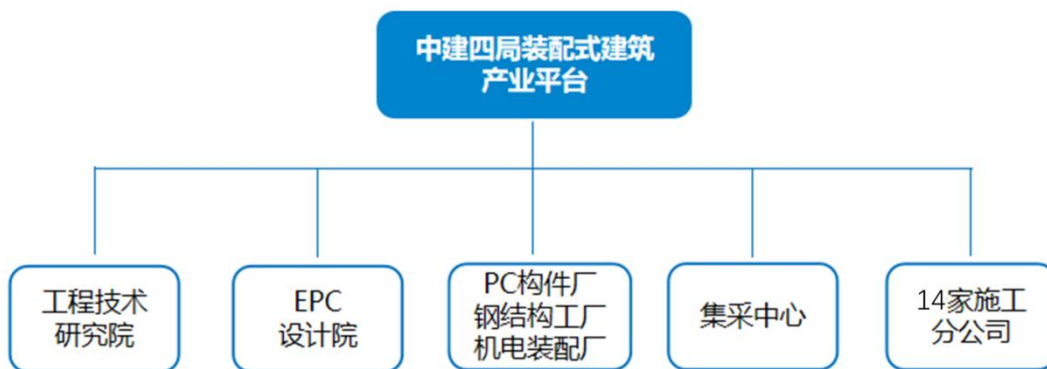 中建四局装配式建筑
产业平台
工程技术
研究院
EPC
设计院
PC构件厂
钢结构工厂
机电装配厂
集采中心
14家施工
分公司